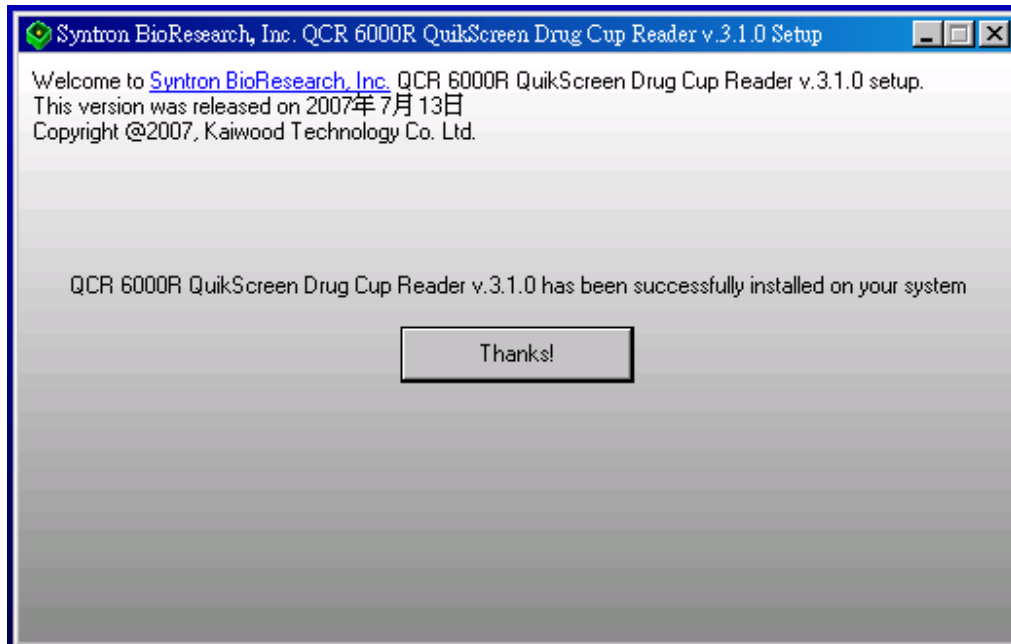 Syntron BioResearch, Inc. QCR 6000R QuikScreen Drug Cup Reader v.3.1.0 Setup
Welcome to Syntron BioResearch, Inc. QCR 6000R QuikScreen Drug Cup Reader v.3.1.0 setup.
This version was released on 2007年7月13日
Copyright @2007, Kaiwood Technology Co. Ltd.
QCR 6000R QuikScreen Drug Cup Reader v.3.1.0 has been successfully installed on your system
Thanks!